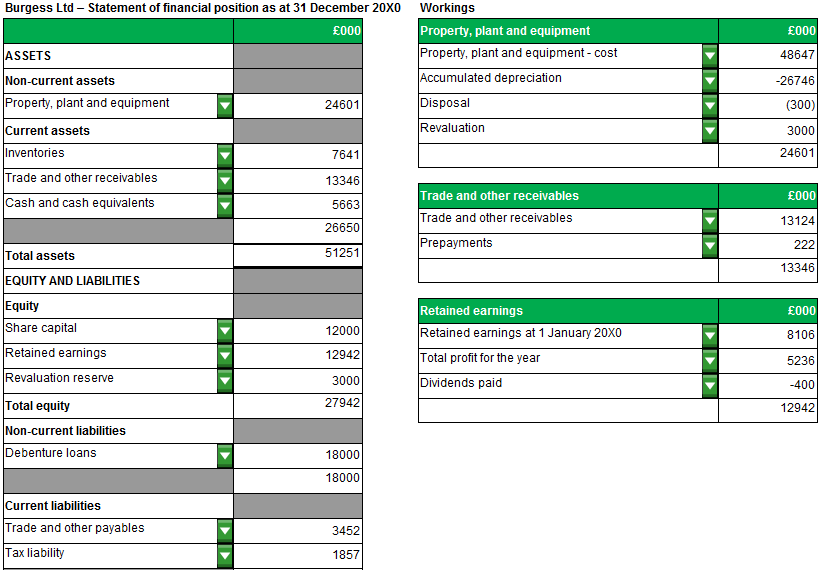 Burgess Ltd – Statement of financial position as at 31 December 20X0
£000
ASSETS
Non-current assets
Property, plant and equipment 24601
Current assets
Inventories 7641
Trade and other receivables 13346
Cash and cash equivalents 5663
26650
Total assets 51251
EQUITY AND LIABILITIES
Equity
Share capital 12000
Retained earnings 12942
Revaluation reserve 3000
Total equity 27942
Non-current liabilities
Debenture loans 18000
18000
Current liabilities
Trade and other payables 3452
Tax liability 1857
Workings
Property, plant and equipment £000
Property, plant and equipment - cost 48647
Accumulated depreciation -26746
Disposal (300)
Revaluation 3000
24601
Trade and other receivables £000
Trade and other receivables 13124
Prepayments 222
13346
Retained earnings £000
Retained earnings at 1 January 20X0 8106
Total profit for the year 5236
Dividends paid -400
12942